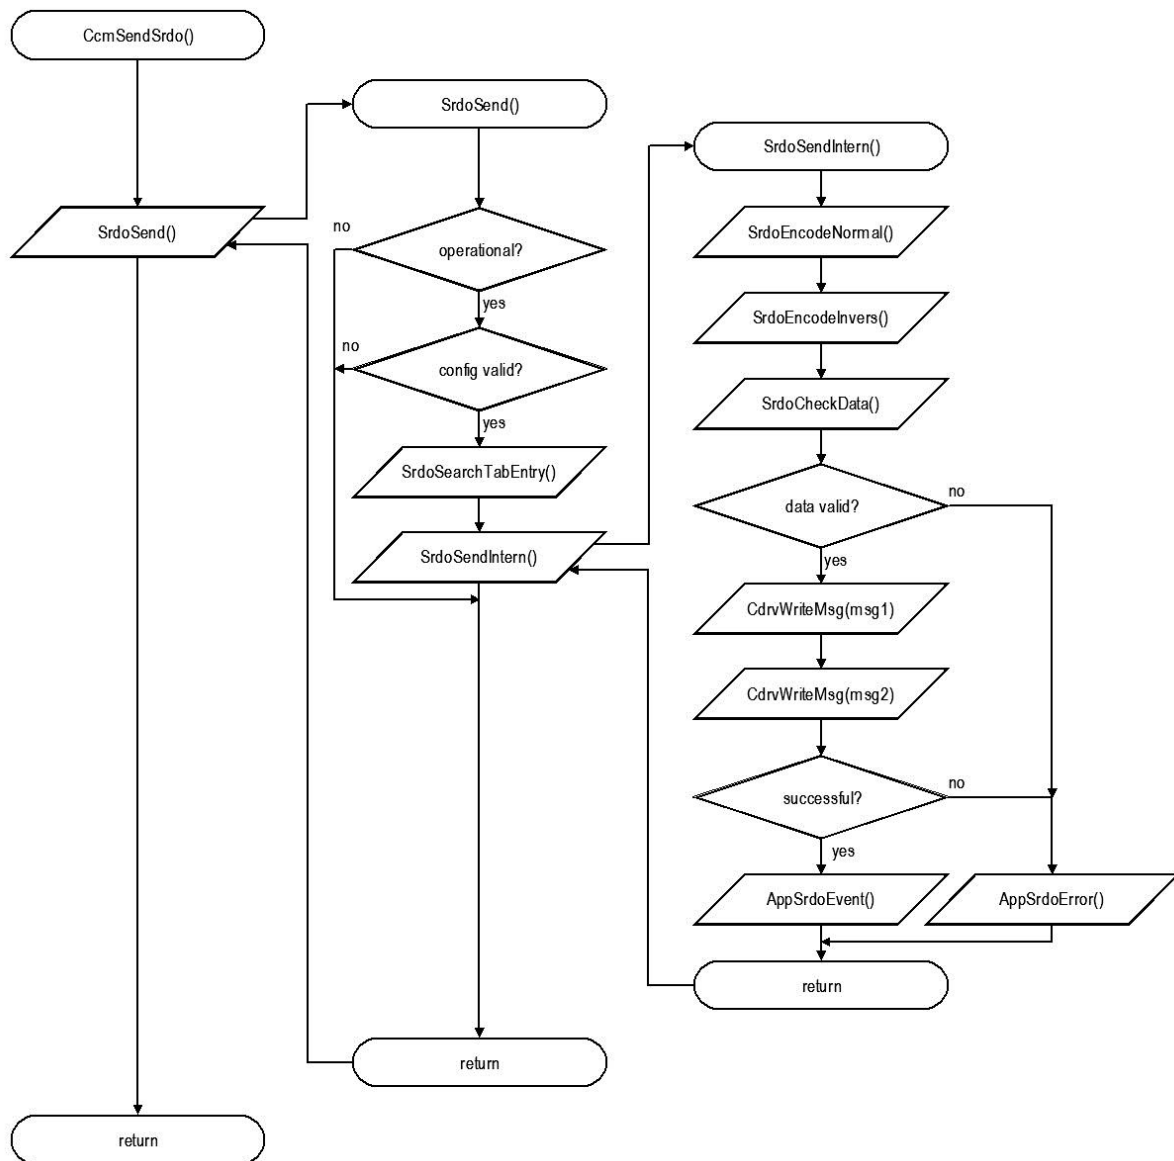 CcmSendSrdo()
SrdoSend()
return
SrdoSend()
operational?
no
yes
config valid?
no
yes
SrdoSearchTabEntry()
SrdoSendIntern()
return
SrdoSendIntern()
SrdoEncodeNormal()
SrdoEncodeInvers()
SrdoCheckData()
data valid?
no
yes
CdrvWriteMsg(msg1)
CdrvWriteMsg(msg2)
successful?
no
yes
AppSrdoEvent()
AppSrdoError()
return